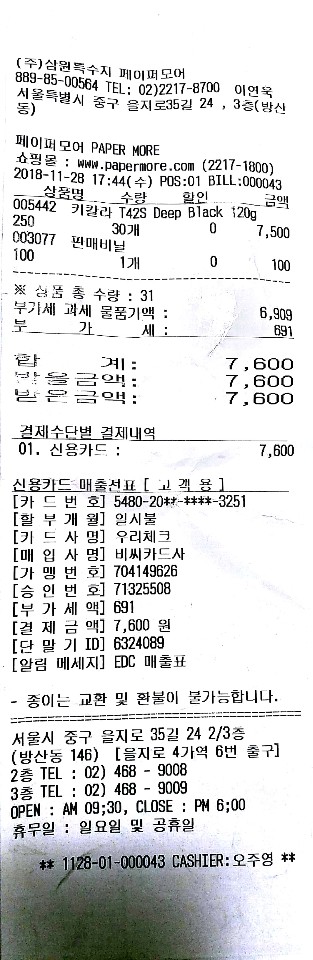 (주)삼원특수지 페이퍼모어
889-85-00564 TEL: 02)2217-8700 이연욱
서울특별시 중구 을지로35길 24 , 3층(방산
동)
페이퍼모어 PAPER MORE
쇼핑몰 : www.papermore.com (2217-1800)
2018-11-28 17:44(수) POS:01 BILL:000043
상품명 수량 할인 금액
005442 키칼라 T42S Deep Black 120g
250 30개 0 7,500
003077 판매비닐
100 1개 0 100
※ 상품 총 수량 : 31
부가세 과세 물품가액 : 6,909
부 가 세 : 691
합 계: 7,600
받을금액: 7,600
받은금액: 7,600
결제수단별 결제내역
01. 신용카드 : 7,600
신용카드 매출전표 [ 고 객 용 ]
[카 드 번 호] 5480-20**-****-3251
[할 부 개 월] 일시불
[카 드 사 명] 우리체크
[매 입 사 명] 비씨카드사
[가 맹 번 호] 704149626
[승 인 번 호] 71325508
[부 가 세 액] 691
[결 제 금 액] 7,600 원
[단 말 기 ID] 6324089
[알림 메세지] EDC 매출표
- 종이는 교환 및 환불이 불가능합니다.
서울시 중구 을지로 35길 24 2/3층
(방산동 146) [을지로 4가역 6번 출구]
2층 TEL : 02) 468 - 9008
3층 TEL : 02) 468 - 9009
OPEN : AM 09;30, CLOSE : PM 6;00
휴무일 : 일요일 및 공휴일
** 1128-01-000043 CASHIER:오주영 **